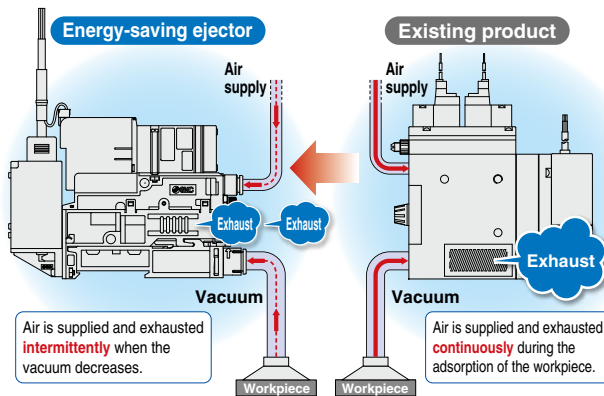 Energy-saving ejector
Existing product
Air
supply
Air
supply
SMC
Exhaust
Exhaust
Exhaust
Vacuum
Vacuum
Air is supplied and exhausted
intermittently when the
vacuum decreases.
Air is supplied and exhausted
continuously during the
adsorption of the workpiece.
Workpiece
Workpiece